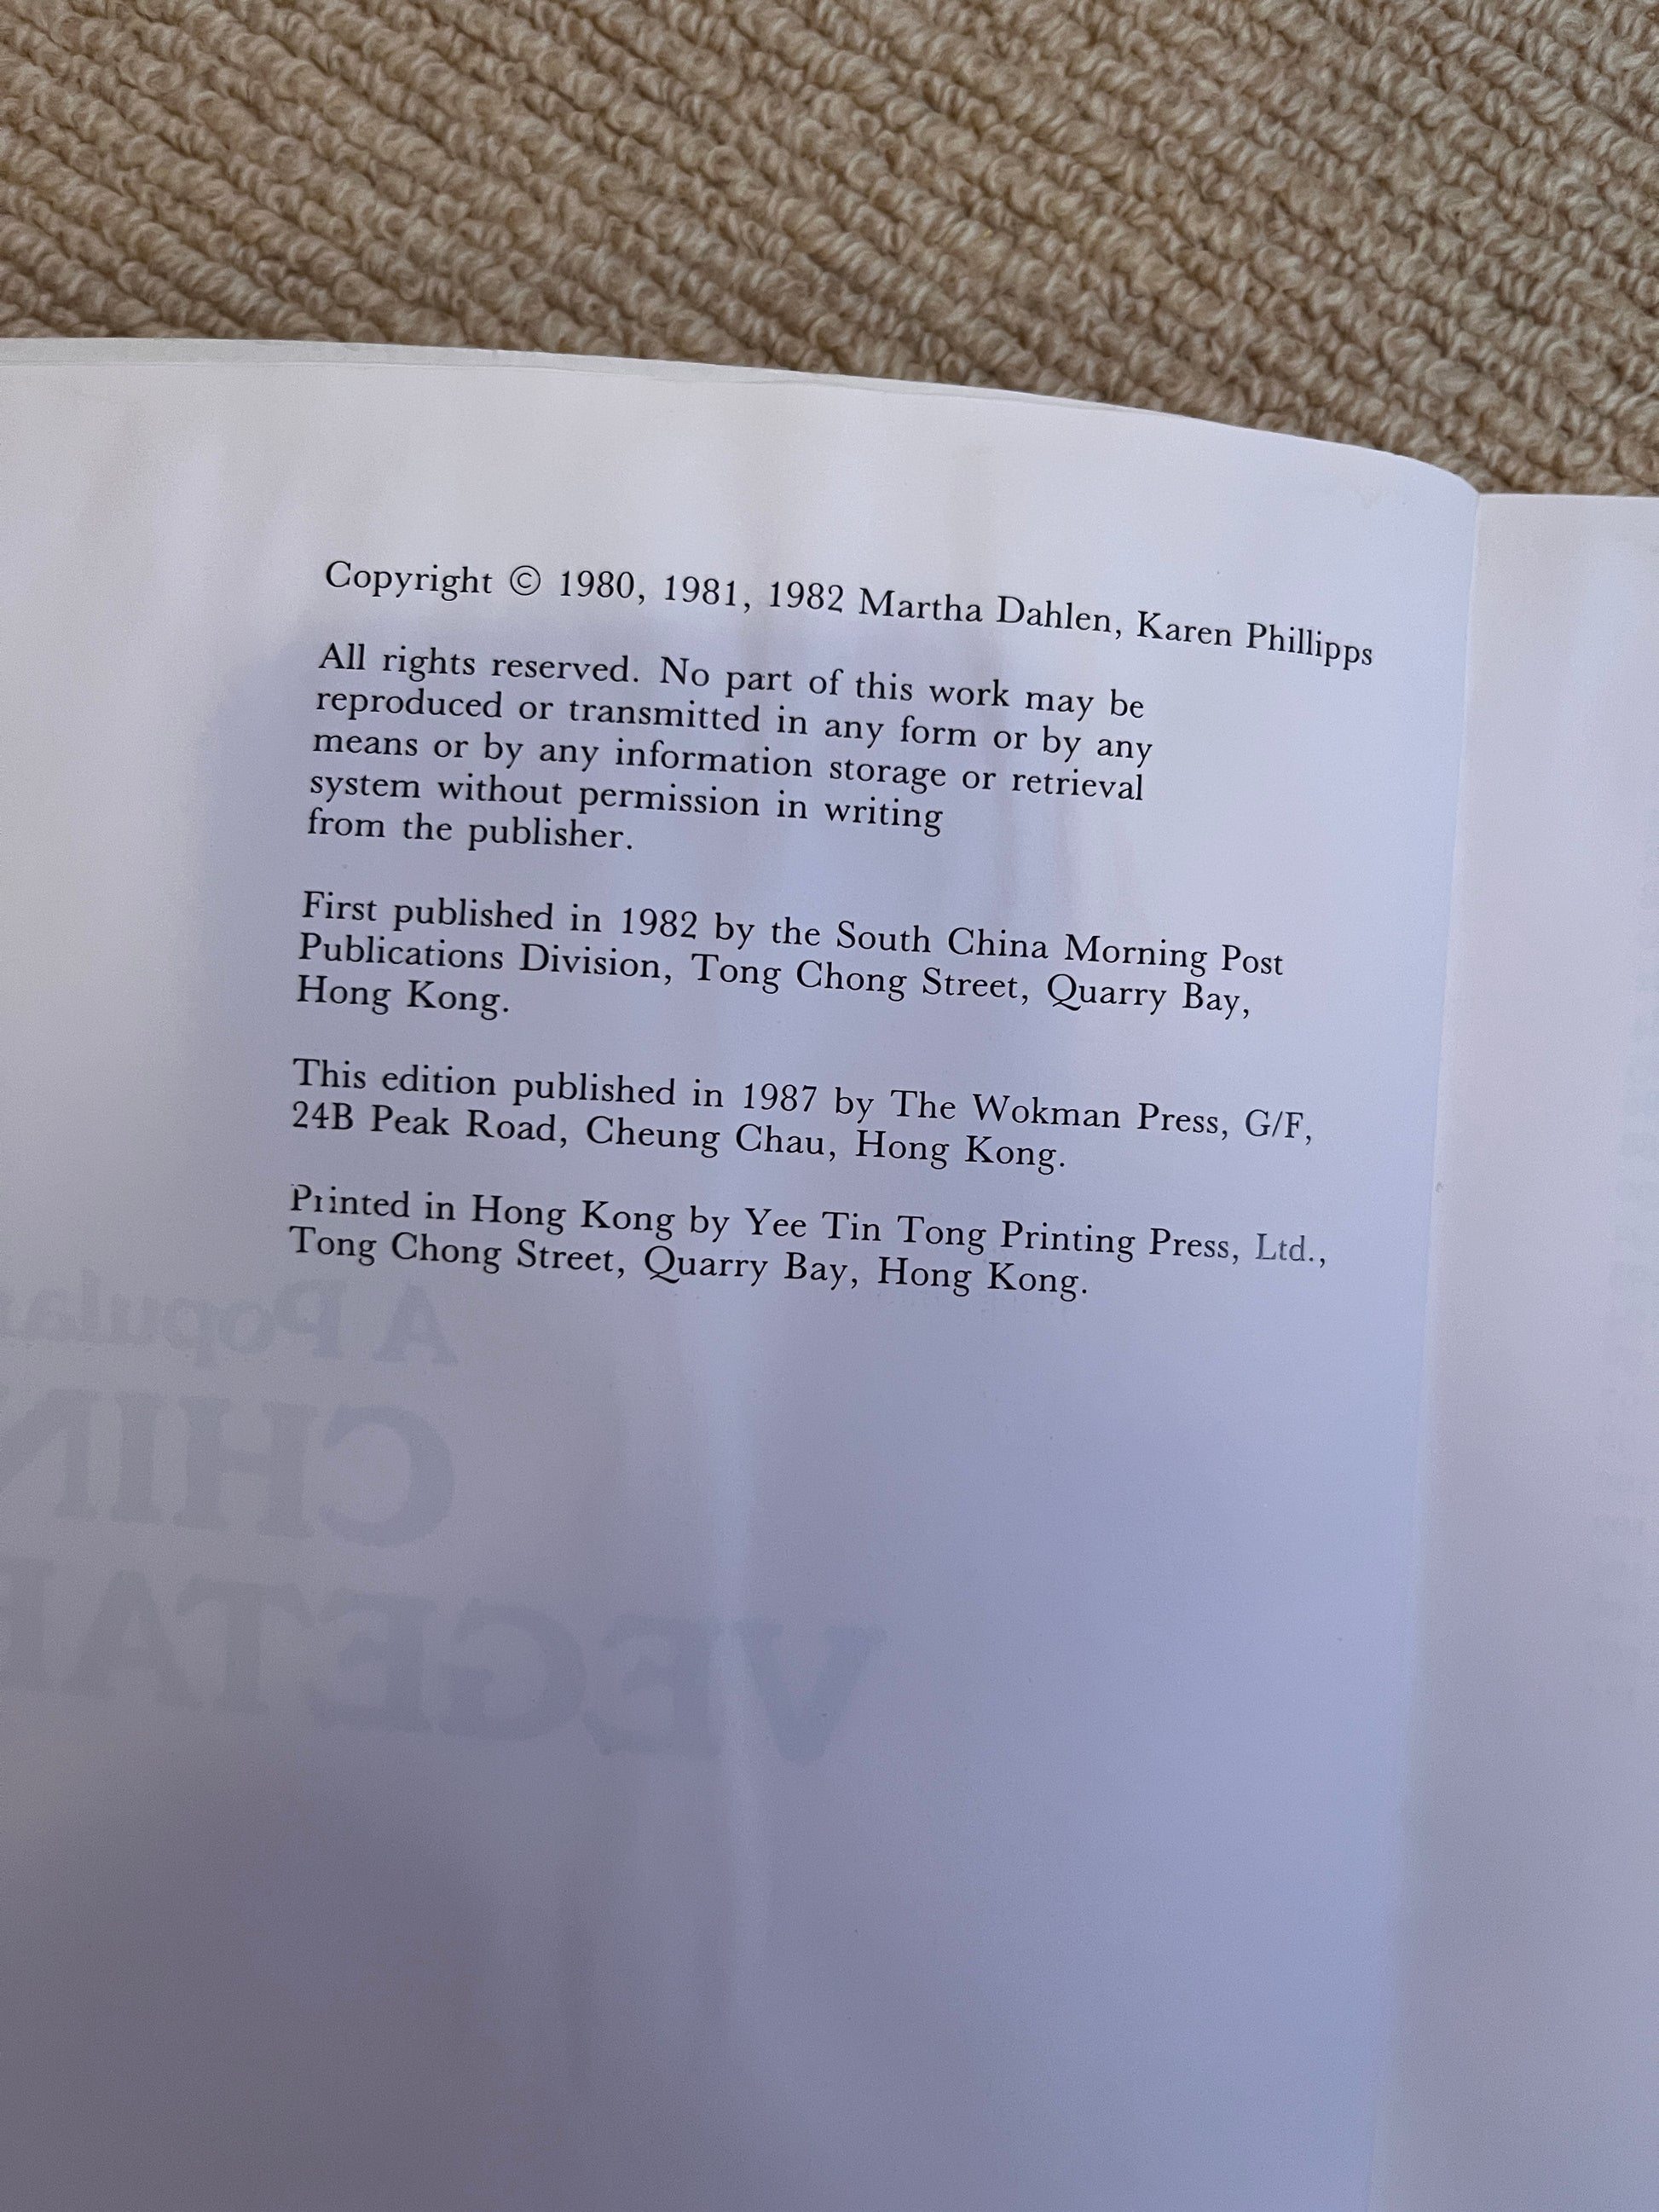 Copyright © 1980, 1981, 1982 Martha Dahlen, Karen Phillipps
All rights reserved. No part of this work may be
reproduced or transmitted in any form or by any
means or by any information storage or retrieval
system without permission in writing
from the publisher.
First published in 1982 by the South China Morning Post
Publications Division, Tong Chong Street, Quarry Bay,
Hong Kong.
This edition published in 1987 by The Wokman Press, G/F,
24B Peak Road, Cheung Chau, Hong Kong.
Printed in Hong Kong by Yee Tin Tong Printing Press, Ltd.,
Tong Chong Street, Quarry Bay, Hong Kong.
A Popular
CHIN
VEGETA